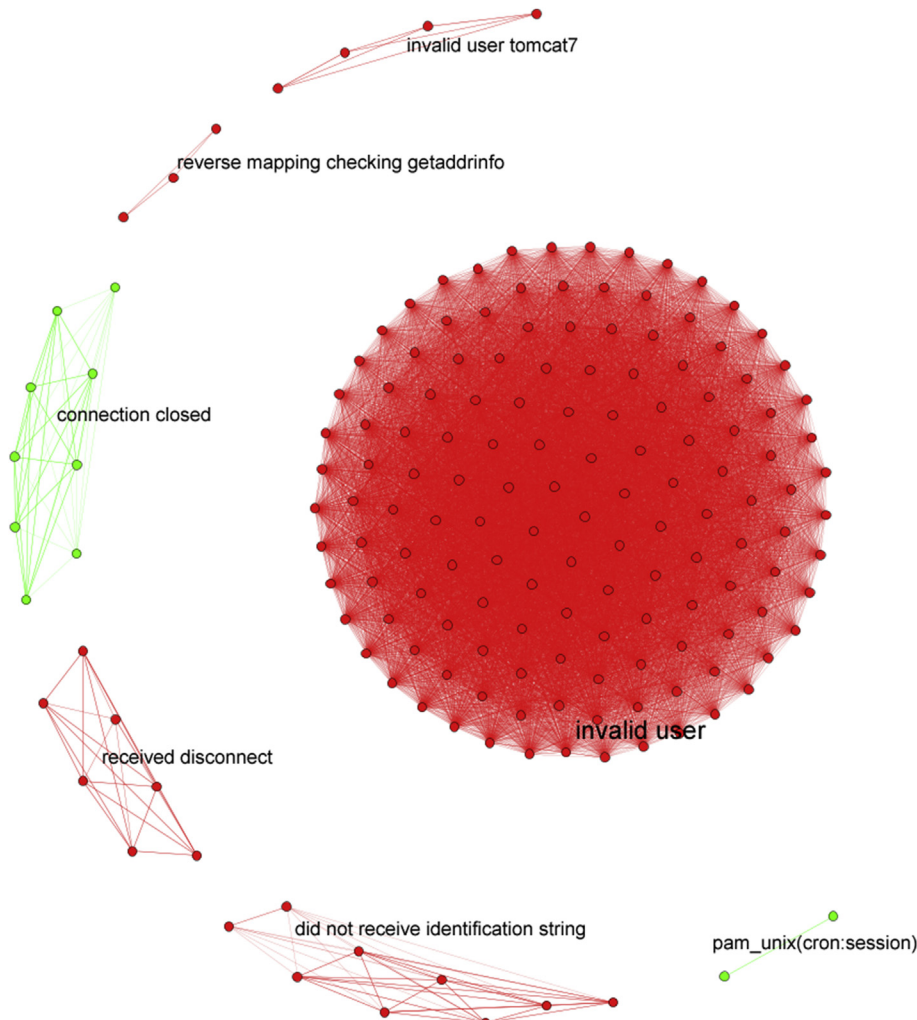 invalid user tomcat7
reverse mapping checking getaddrinfo
connection closed
invalid user
received disconnect
did not receive identification string
pam_unix(cron:session)